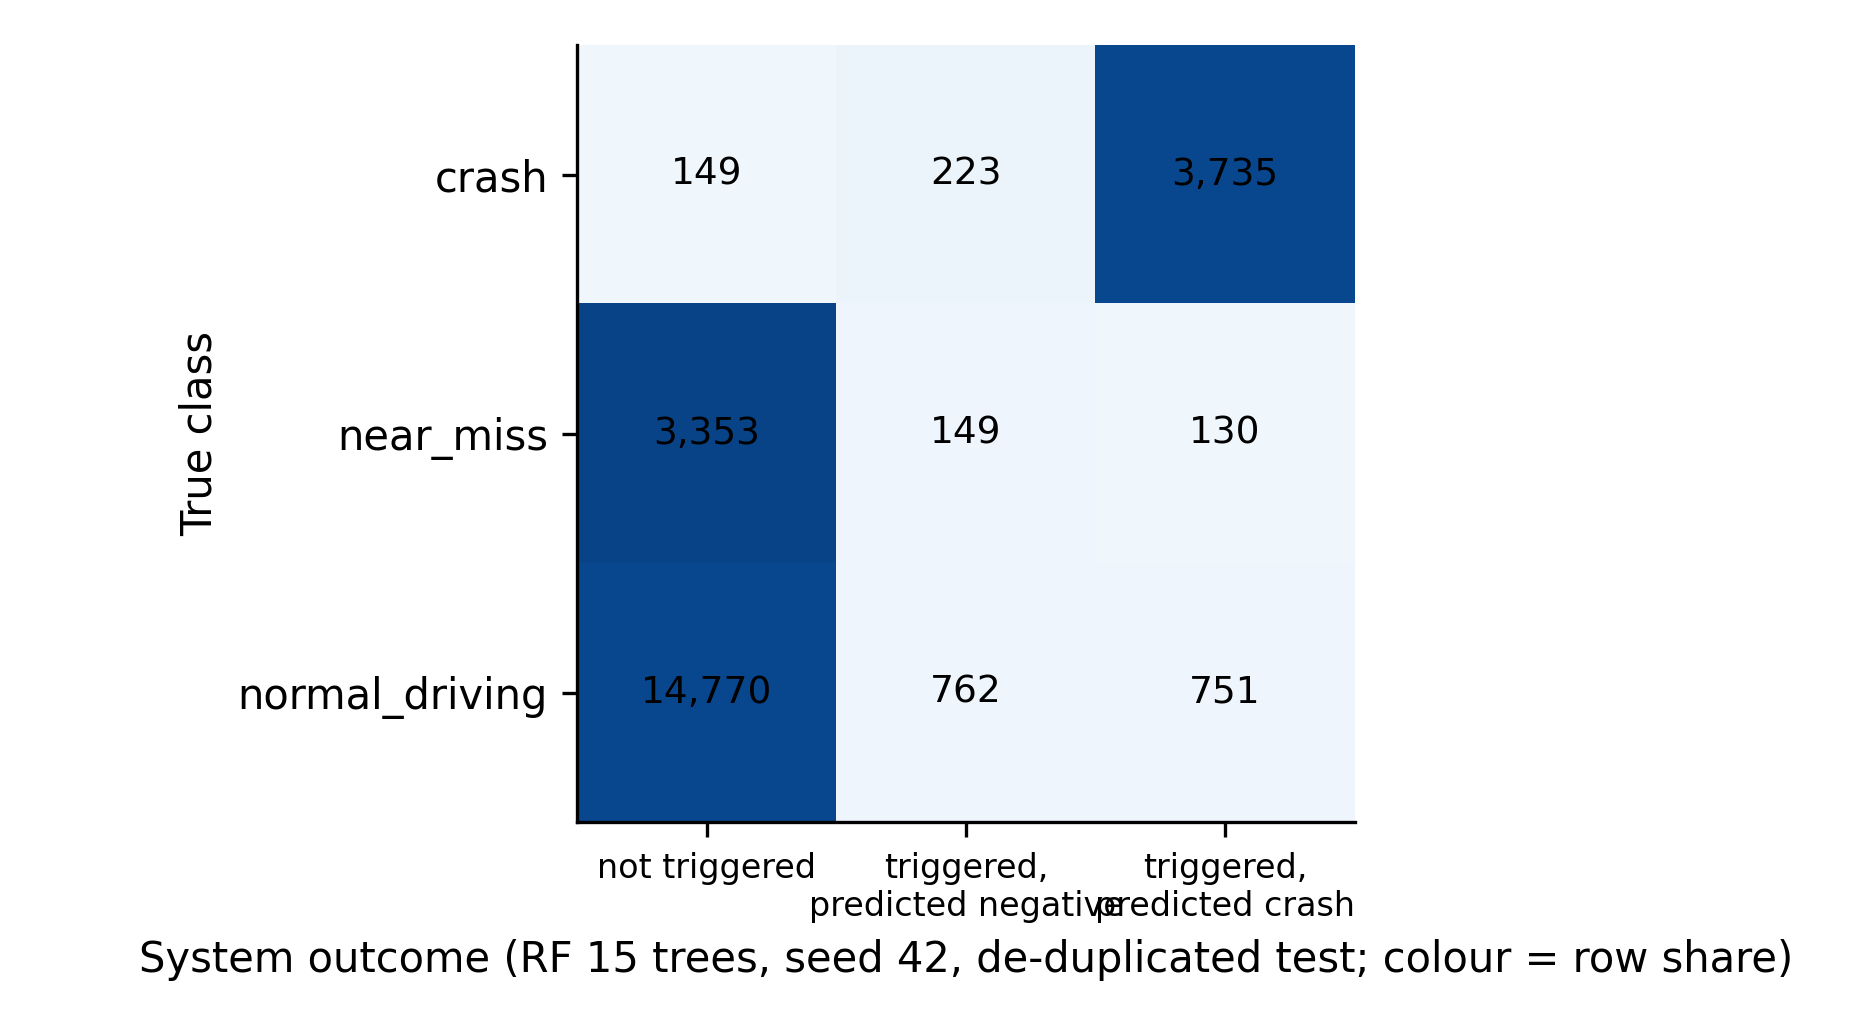 crash
149
223
3,735
near_miss
3,353
149
130
normal_driving
14,770
762
751
True class
not triggered
triggered,
predicted negative
triggered,
predicted crash
System outcome (RF 15 trees, seed 42, de-duplicated test; colour = row share)